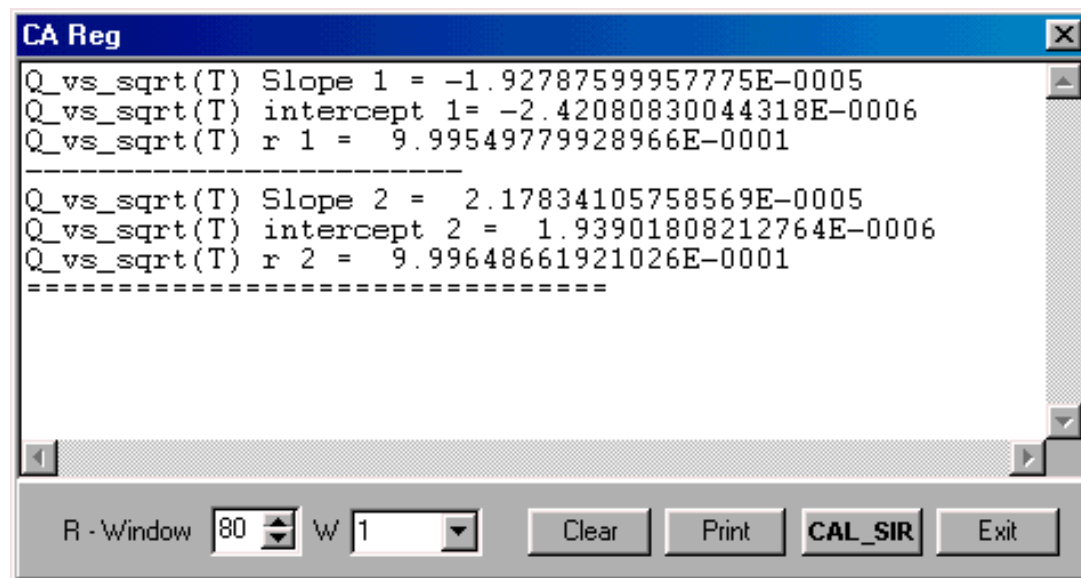 CA Reg
Q_vs_sqrt(T) Slope 1 = -1.92787599957775E-0005
Q_vs_sqrt(T) intercept 1= -2.42080830044318E-0006
Q_vs_sqrt(T) r 1 =  9.99549779928966E-0001
------------------------
Q_vs_sqrt(T) Slope 2 =  2.17834105758569E-0005
Q_vs_sqrt(T) intercept 2 =  1.93901808212764E-0006
Q_vs_sqrt(T) r 2 =  9.99648661921026E-0001
================================
R - Window 80 W 1 Clear Print CAL_SIR Exit